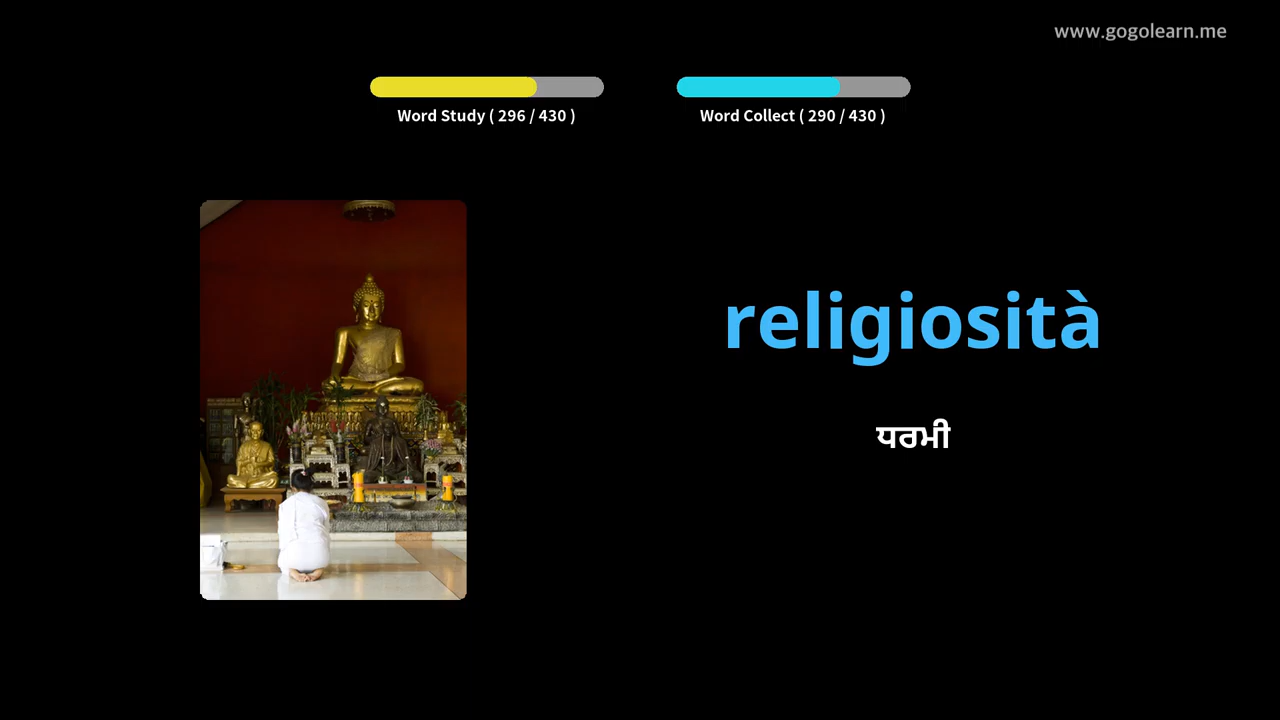 www.gogolearn.me
Word Study ( 296 / 430 )
Word Collect ( 290 / 430 )
religiosità
ਧਰਮੀ